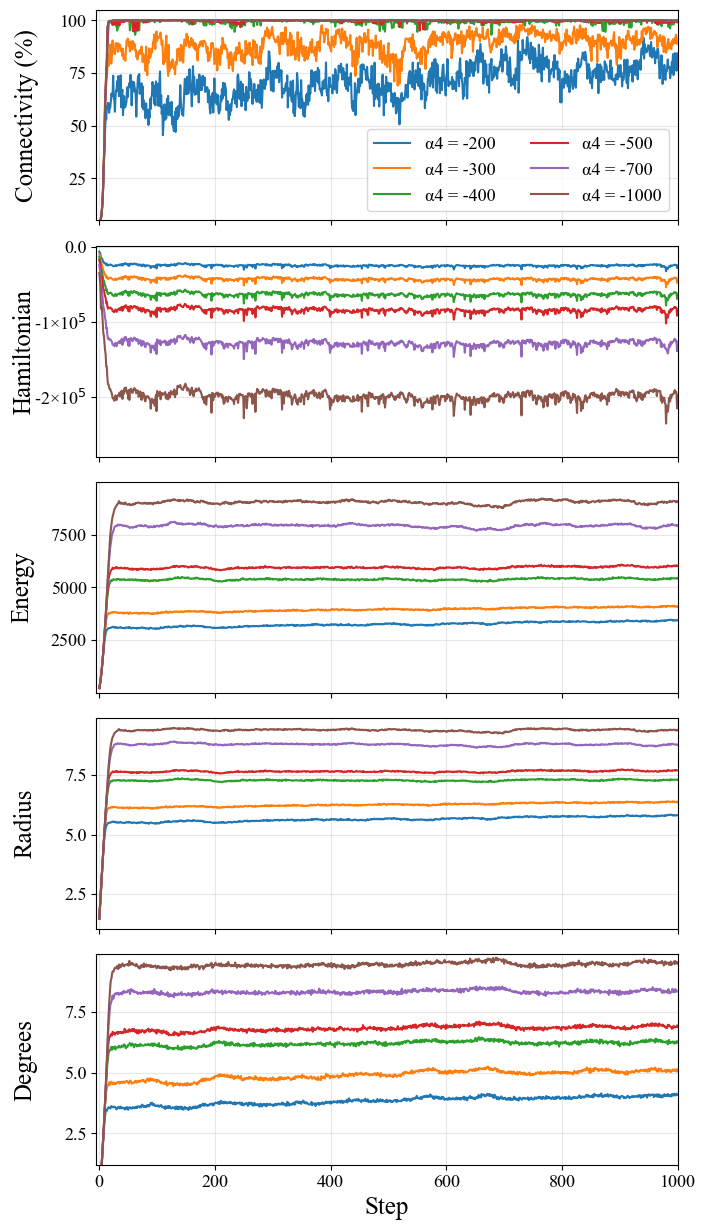 Connectivity (%)
100
75
50
25
α4 = -200
α4 = -300
α4 = -400
α4 = -500
α4 = -700
α4 = -1000
Hamiltonian
0.0
-1×10⁵
-2×10⁵
Energy
7500
5000
2500
Radius
7.5
5.0
2.5
Degrees
7.5
5.0
2.5
0 200 400 600 800 1000
Step